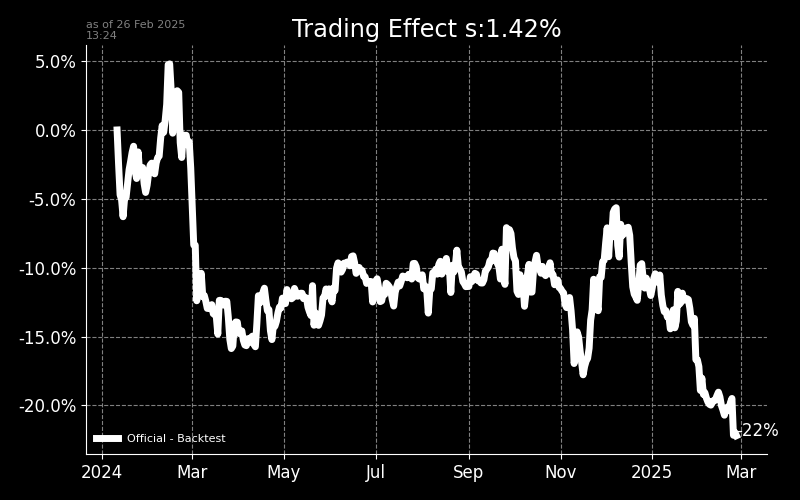 as of 26 Feb 2025
13:24
Trading Effect s:1.42%
5.0%
0.0%
-5.0%
-10.0%
-15.0%
-20.0%
-22%
Official - Backtest
2024 Mar May Jul Sep Nov 2025 Mar